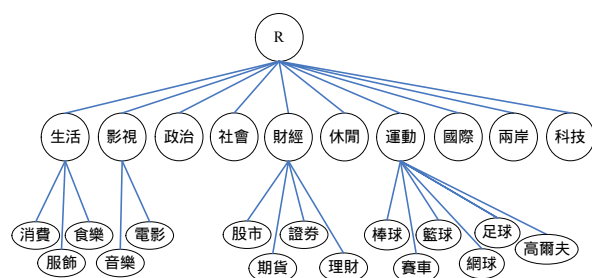 R
生活 影視 政治 社會 財經 休閒 運動 國際 兩岸 科技
消費 食樂 電影 股市 證券 棒球 籃球 足球
服飾 音樂 期貨 理財 賽車 網球 高爾夫